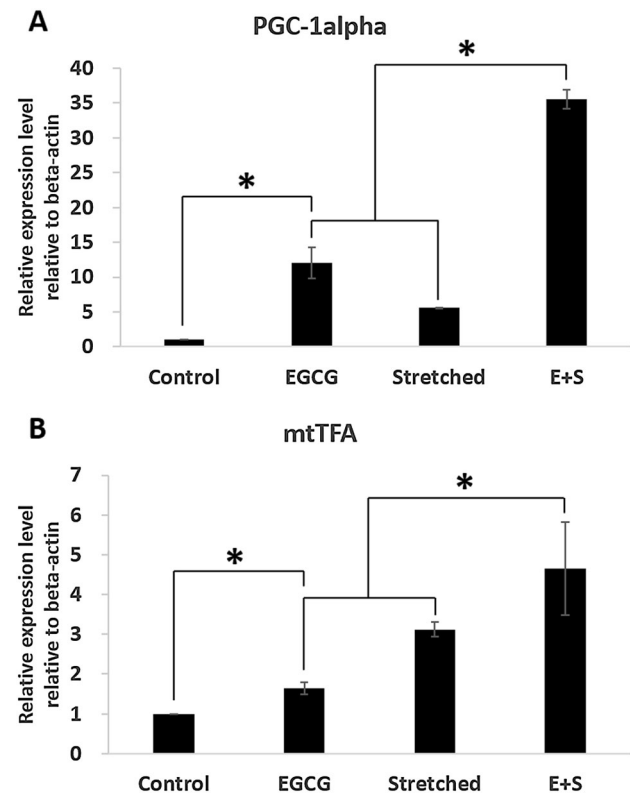 A
PGC-1alpha
Relative expression level
relative to beta-actin
40
35
30
25
20
15
10
5
0
*
*
Control EGCG Stretched E+S
B
mtTFA
Relative expression level
relative to beta-actin
7
6
5
4
3
2
1
0
*
*
Control EGCG Stretched E+S